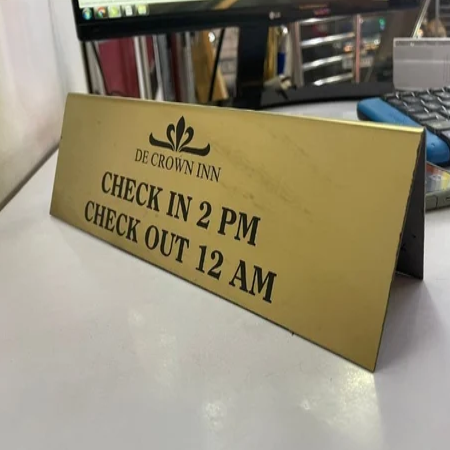 DE CROWN INN
CHECK IN 2 PM
CHECK OUT 12 AM